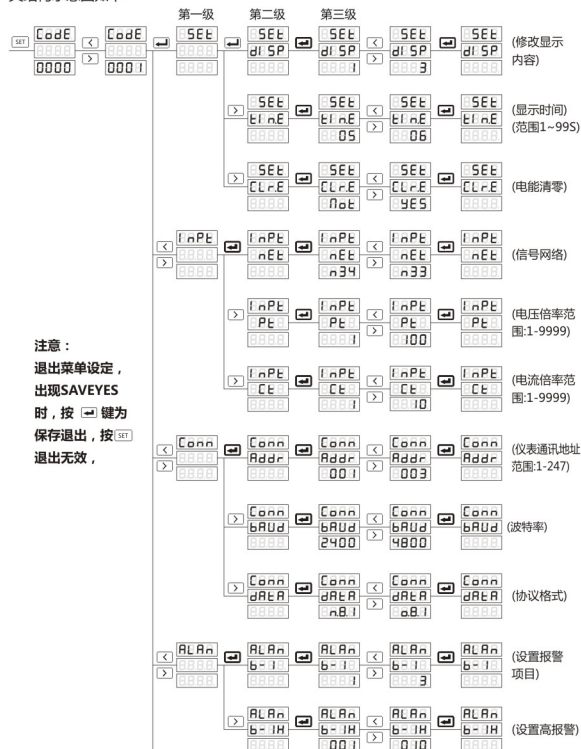 第一级 第二级 第三级
SET CodE < CodE ↵ SEt ↵ SEt ↵ SEt < SEt ↵ SEt (修改显示
dISP dISP dISP dISP 内容)
0000 > 0001 1 > 3
> SEt ↵ SEt < SEt ↵ SEt (显示时间)
tInE tInE tInE tInE (范围1~99S)
05 > 06
> SEt ↵ SEt < SEt ↵ SEt (电能清零)
CLr.E CLr.E CLr.E CLr.E
not > YES
< InPt ↵ InPt ↵ InPt < InPt ↵ InPt (信号网络)
> nEt nEt nEt nEt
n34 > n33
> InPt ↵ InPt < InPt ↵ InPt (电压倍率范
Pt Pt Pt Pt 围:1-9999)
1 > 100
> InPt ↵ InPt < InPt ↵ InPt (电流倍率范
Ct Ct Ct Ct 围:1-9999)
1 > 10
注意：
退出菜单设定，
出现SAVEYES
时，按 ↵ 键为
保存退出，按 SET
退出无效，
< Conn ↵ Conn ↵ Conn < Conn ↵ Conn (仪表通讯地址
> Addr Addr Addr Addr 范围:1-247)
001 > 003
> Conn ↵ Conn < Conn ↵ Conn (波特率)
bAUd bAUd bAUd bAUd
2400 > 4800
> Conn ↵ Conn < Conn ↵ Conn (协议格式)
dAtA dAtA dAtA dAtA
n.8.1 > o.8.1
< ALAn ↵ ALAn ↵ ALAn < ALAn ↵ ALAn (设置报警
> b-1 b-1 b-1 b-1 项目)
1 > 3
> ALAn ↵ ALAn < ALAn ↵ ALAn (设置高报警)
b-1H b-1H b-1H b-1H
001 > 010